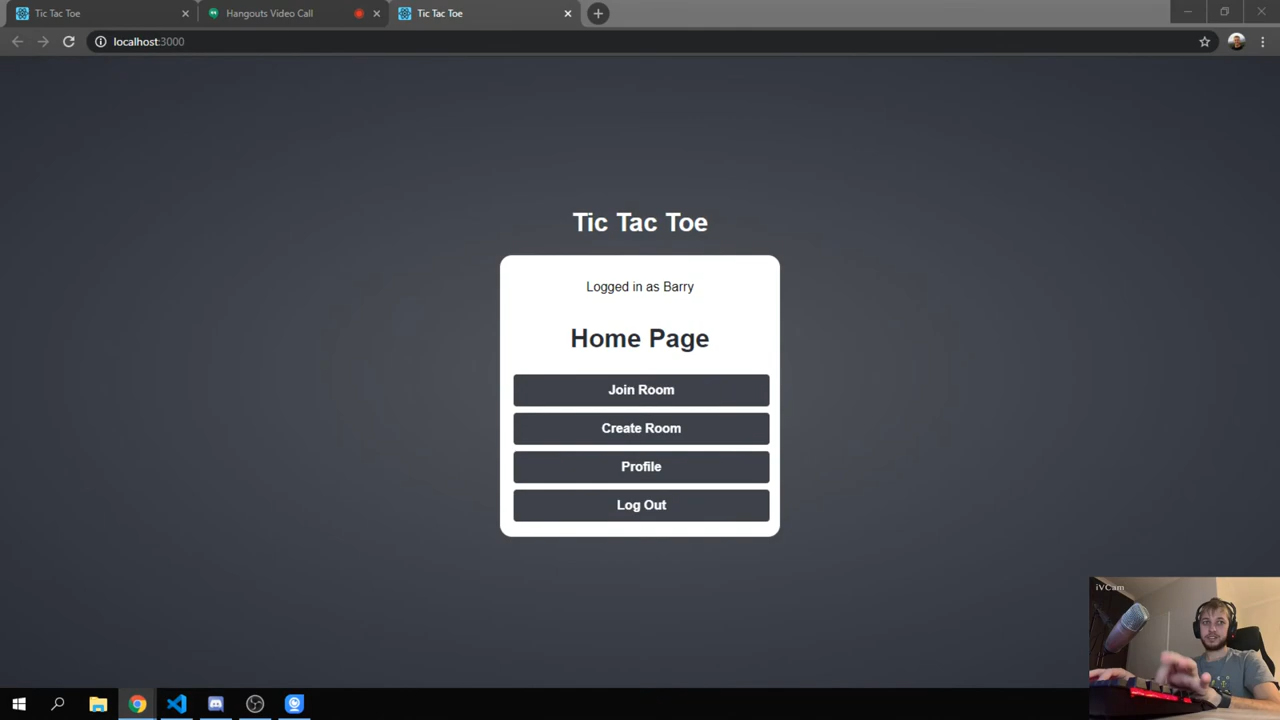 Tic Tac Toe
Hangouts Video Call
Tic Tac Toe
localhost:3000
Tic Tac Toe
Logged in as Barry
Home Page
Join Room
Create Room
Profile
Log Out
iVCam